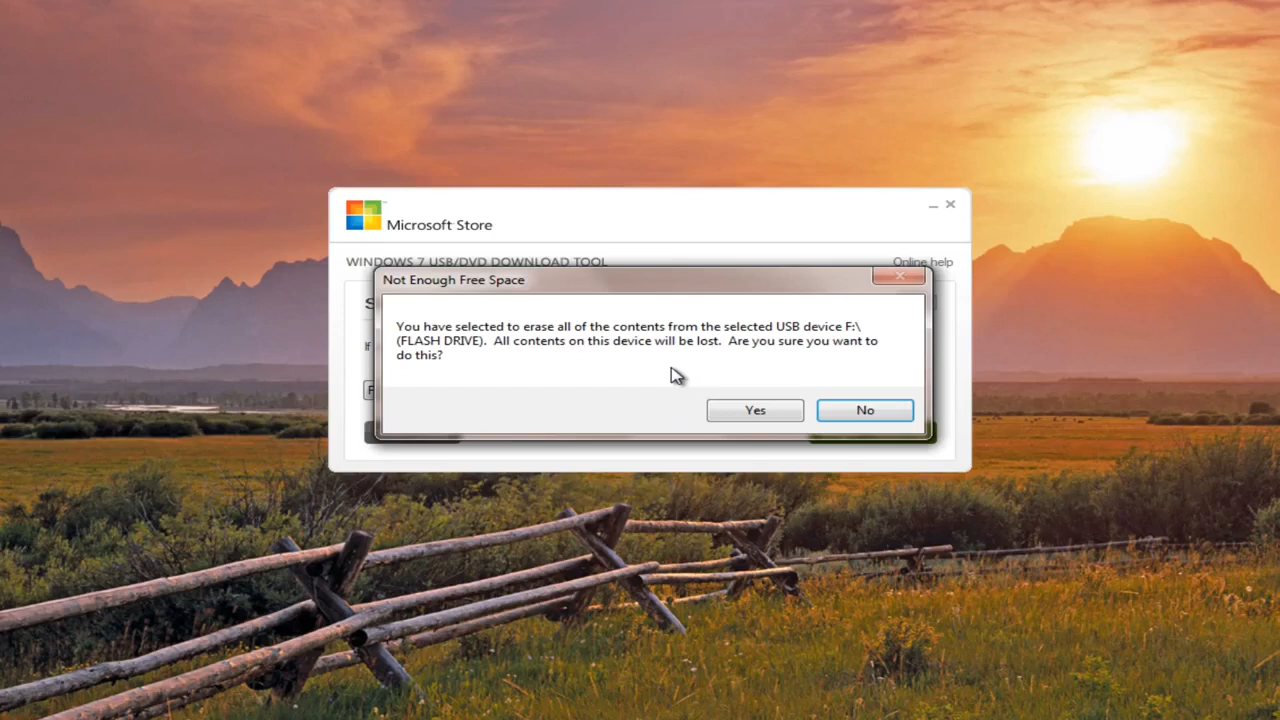 Microsoft Store
WINDOWS 7 USB/DVD DOWNLOAD TOOL
Online help
Not Enough Free Space
S
If
You have selected to erase all of the contents from the selected USB device F:\
(FLASH DRIVE).  All contents on this device will be lost.  Are you sure you want to
do this?
F
Yes
No